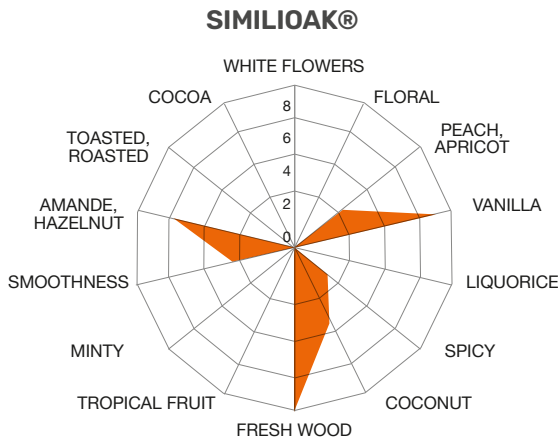 SIMILIOAK®
WHITE FLOWERS
COCOA
FLORAL
8
TOASTED,
ROASTED
PEACH,
APRICOT
6
4
AMANDE,
HAZELNUT
VANILLA
2
0
SMOOTHNESS
LIQUORICE
MINTY
SPICY
TROPICAL FRUIT
COCONUT
FRESH WOOD